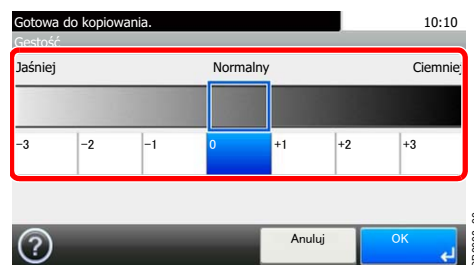 Gotowa do kopiowania. 10:10
Gęstość
Jaśniej Normalny Ciemniej
-3 -2 -1 0 +1 +2 +3
? Anuluj OK